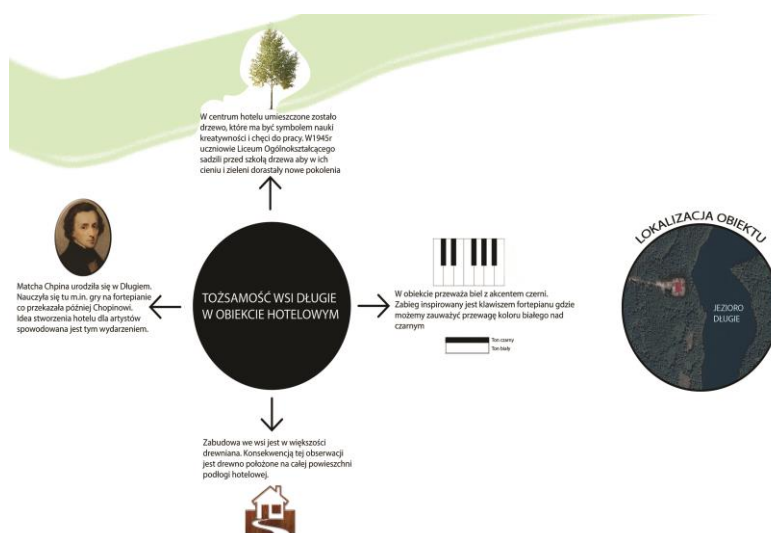 W centrum hotelu umieszczone zostało
drzewo, które ma być symbolem nauki
kreatywności i chęci do pracy. W1945r
uczniowie Liceum Ogólnokształcącego
sadzili przed szkołą drzewa aby w ich
cieniu i zieleni dorastały nowe pokolenia
Matcha Chpina urodziła się w Długiem.
Nauczyła się tu m.in. gry na fortepianie
co przekazała później Chopinowi.
Idea stworzenia hotelu dla artystów
spowodowana jest tym wydarzeniem.
TOŻSAMOŚĆ WSI DŁUGIE
W OBIEKCIE HOTELOWYM
W obiekcie przeważa biel z akcentem czerni.
Zabieg inspirowany jest klawiszem fortepianu gdzie
możemy zauważyć przewagę koloru białego nad
czarnym
Ton czarny
Ton biały
LOKALIZACJA OBIEKTU
JEZIORO
DŁUGIE
Zabudowa we wsi jest w większości
drewniana. Konsekwencją tej obserwacji
jest drewno położone na całej powieszchni
podłogi hotelowej.